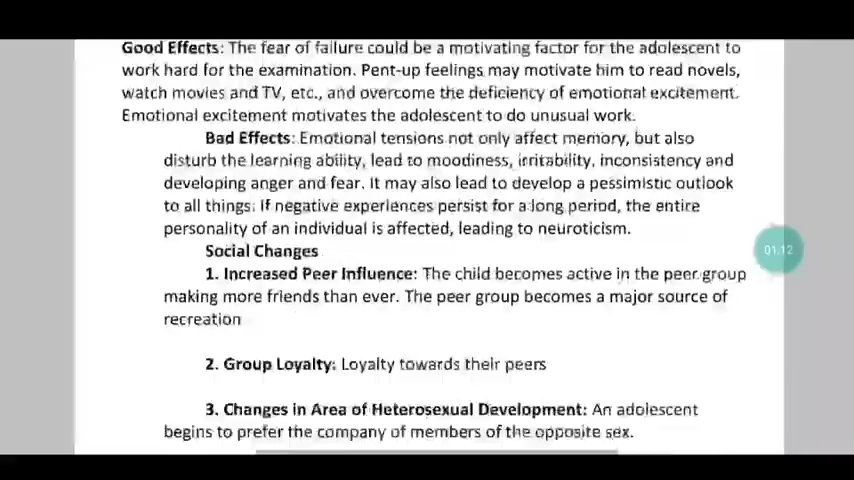 Good Effects: The fear of failure could be a motivating factor for the adolescent to
work hard for the examination. Pent-up feelings may motivate him to read novels,
watch movies and TV, etc., and overcome the deficiency of emotional excitement.
Emotional excitement motivates the adolescent to do unusual work.
Bad Effects: Emotional tensions not only affect memory, but also
disturb the learning ability, lead to moodiness, irritability, inconsistency and
developing anger and fear. It may also lead to develop a pessimistic outlook
to all things. If negative experiences persist for a long period, the entire
personality of an individual is affected, leading to neuroticism.
Social Changes
1. Increased Peer Influence: The child becomes active in the peer group
making more friends than ever. The peer group becomes a major source of
recreation
2. Group Loyalty: Loyalty towards their peers
3. Changes in Area of Heterosexual Development: An adolescent
begins to prefer the company of members of the opposite sex.
01:12